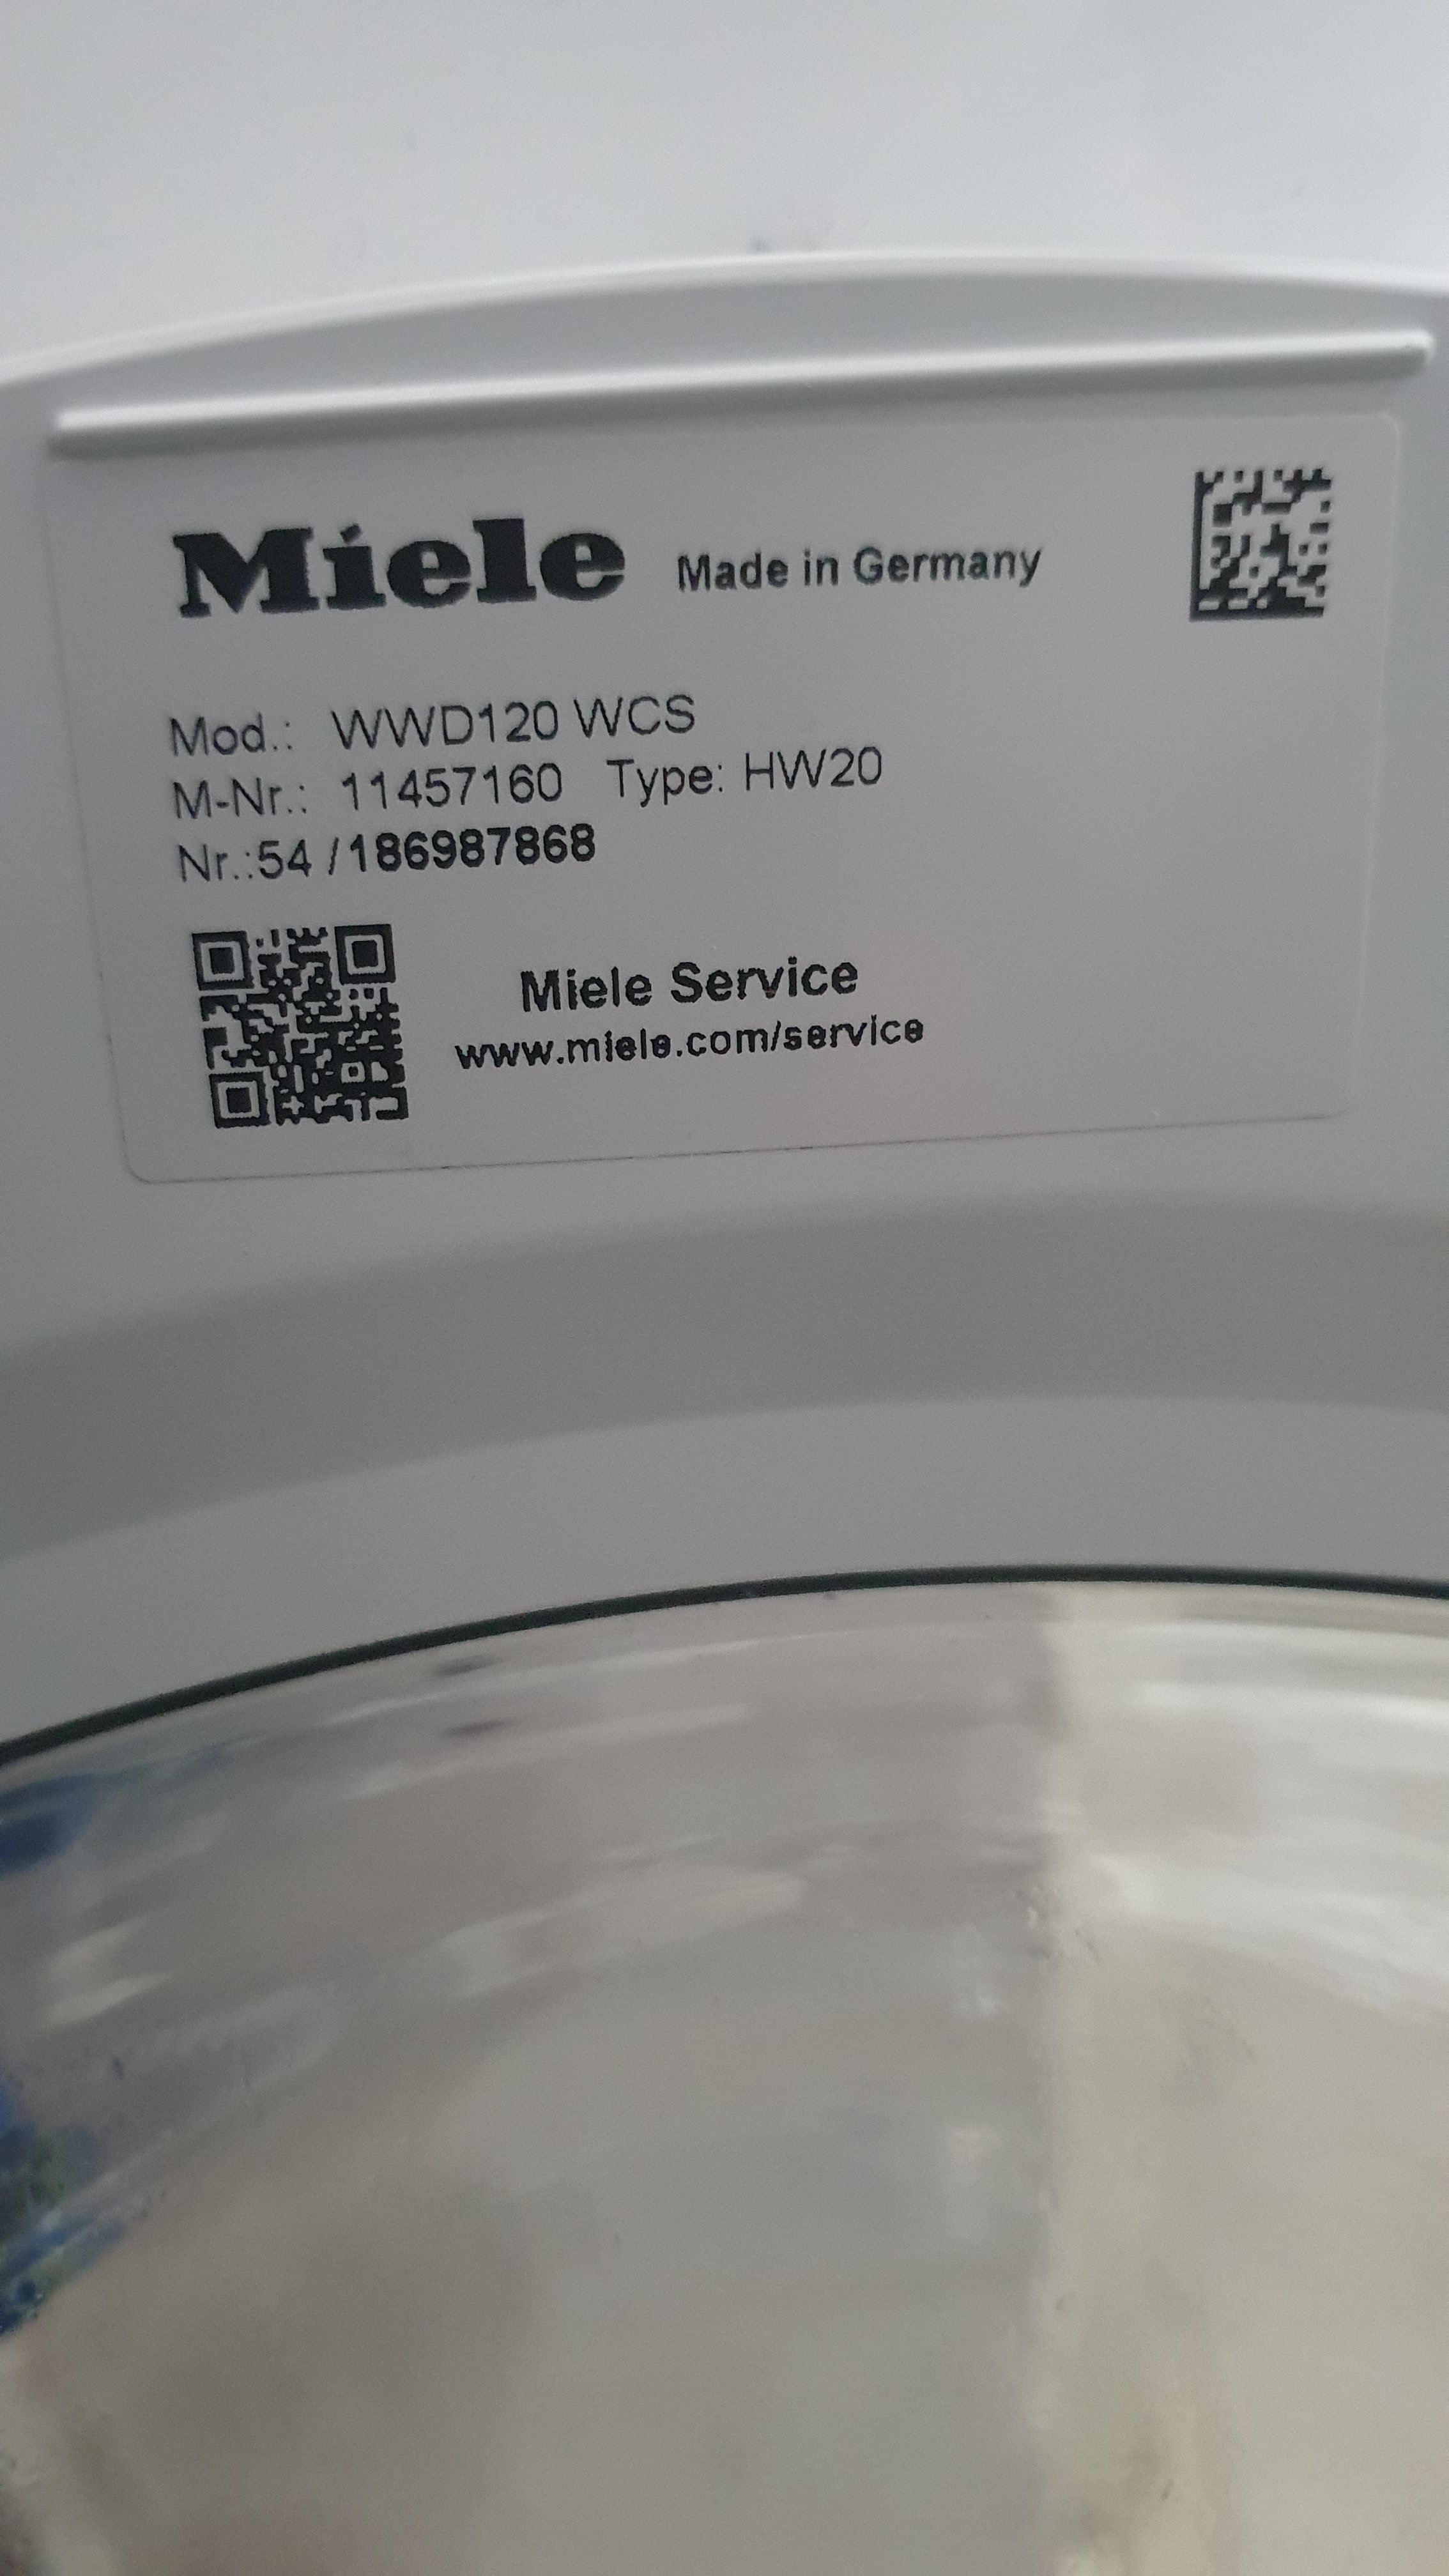 Miele Made in Germany
Mod.: WWD120 WCS
M-Nr.: 11457160 Type: HW20
Nr.:54 /186987868
Miele Service
www.miele.com/service